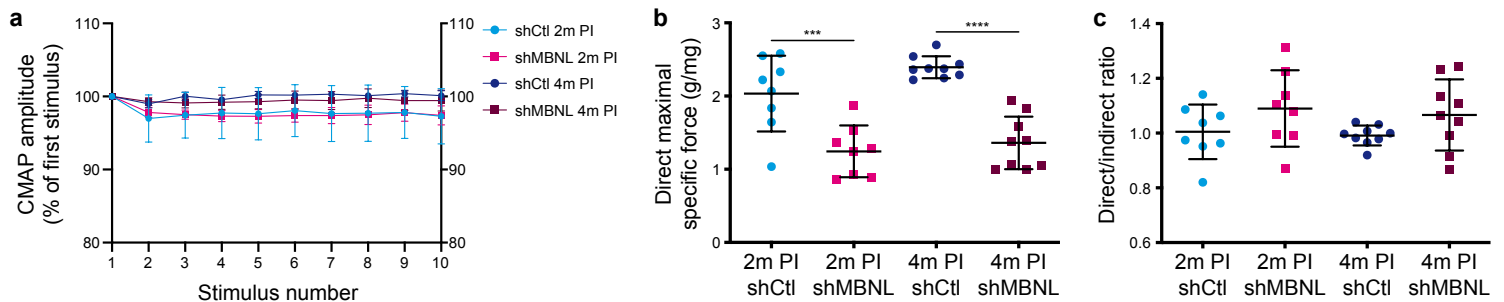 a
CMAP amplitude
(% of first stimulus)
110
100
90
80
110
100
90
80
1 2 3 4 5 6 7 8 9 10
Stimulus number
shCtl 2m PI
shMBNL 2m PI
shCtl 4m PI
shMBNL 4m PI
b
Direct maximal
specific force (g/mg)
3
2
1
0
***
****
2m PI 2m PI 4m PI 4m PI
shCtl shMBNL shCtl shMBNL
c
Direct/indirect ratio
1.4
1.2
1.0
0.8
0.6
2m PI 2m PI 4m PI 4m PI
shCtl shMBNL shCtl shMBNL